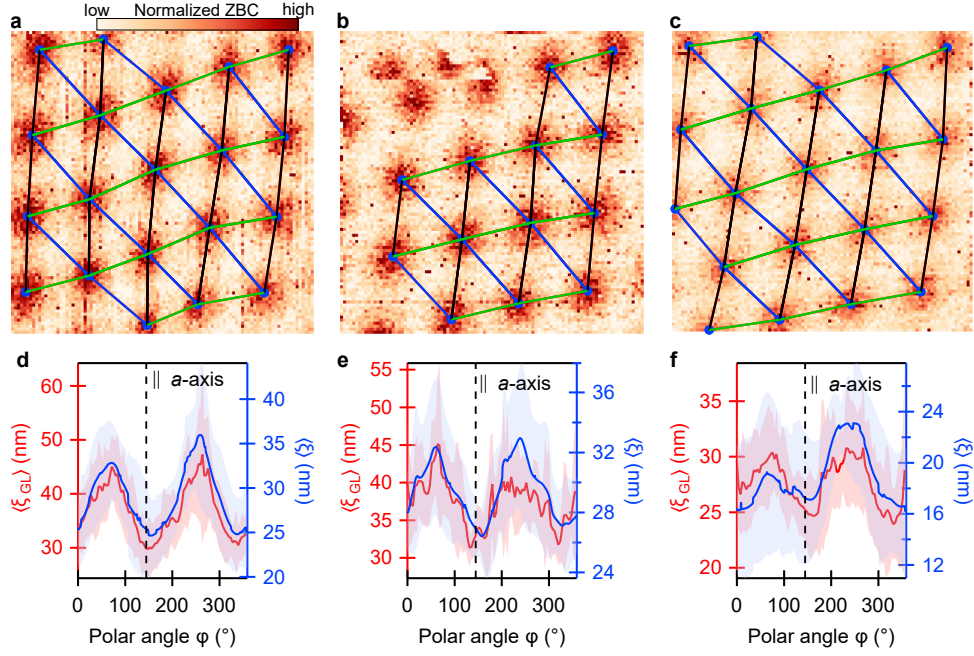 a low Normalized ZBC high b c
d e f
|| a-axis || a-axis || a-axis
60 50 40 30
⟨ξGL⟩ (nm)
40 35 30 25 20
⟨ξ⟩ (nm)
55 50 45 40 35 30
⟨ξGL⟩ (nm)
36 32 28 24
⟨ξ⟩ (nm)
35 30 25 20
⟨ξGL⟩ (nm)
24 20 16 12
⟨ξ⟩ (nm)
0 100 200 300 0 100 200 300 0 100 200 300
Polar angle φ (°) Polar angle φ (°) Polar angle φ (°)